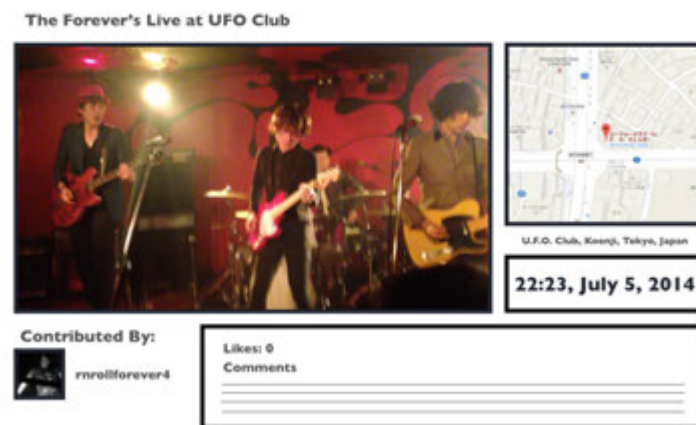 The Forever's Live at UFO Club
U.F.O. Club, Koenji, Tokyo, Japan
22:23, July 5, 2014
Contributed By:
rnrollforever4
Likes: 0
Comments